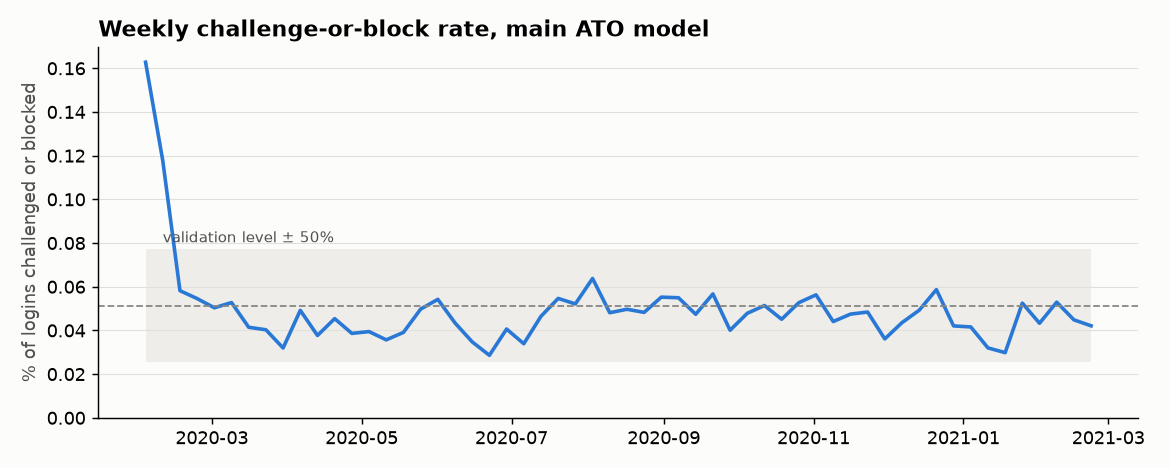 Weekly challenge-or-block rate, main ATO model
% of logins challenged or blocked
0.16
0.14
0.12
0.10
0.08
0.06
0.04
0.02
0.00
validation level ± 50%
2020-03 2020-05 2020-07 2020-09 2020-11 2021-01 2021-03